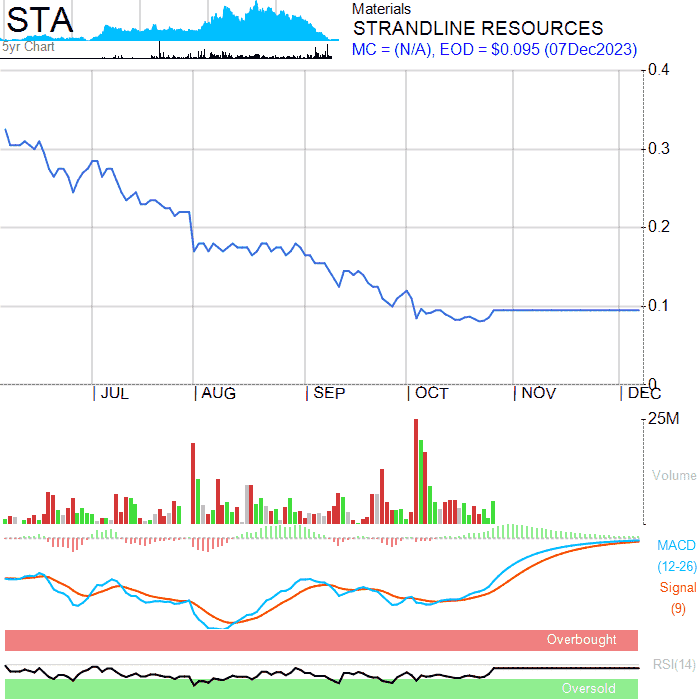 STA
5yr Chart
Materials
STRANDLINE RESOURCES
MC = (N/A), EOD = $0.095 (07Dec2023)
0.4
0.3
0.2
0.1
0
JUL AUG SEP OCT NOV DEC
25M
Volume
MACD
(12-26)
Signal
(9)
Overbought
RSI(14)
Oversold